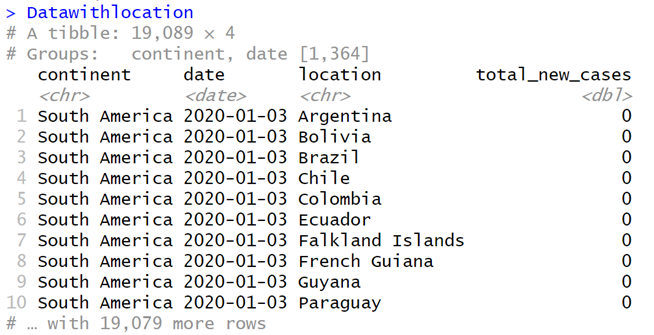 > Datawithlocation
# A tibble: 19,089 × 4
# Groups:   continent, date [1,364]
   continent     date       location         total_new_cases
   <chr>         <date>     <chr>                      <dbl>
 1 South America 2020-01-03 Argentina                      0
 2 South America 2020-01-03 Bolivia                        0
 3 South America 2020-01-03 Brazil                         0
 4 South America 2020-01-03 Chile                          0
 5 South America 2020-01-03 Colombia                       0
 6 South America 2020-01-03 Ecuador                        0
 7 South America 2020-01-03 Falkland Islands               0
 8 South America 2020-01-03 French Guiana                  0
 9 South America 2020-01-03 Guyana                         0
10 South America 2020-01-03 Paraguay                       0
# … with 19,079 more rows